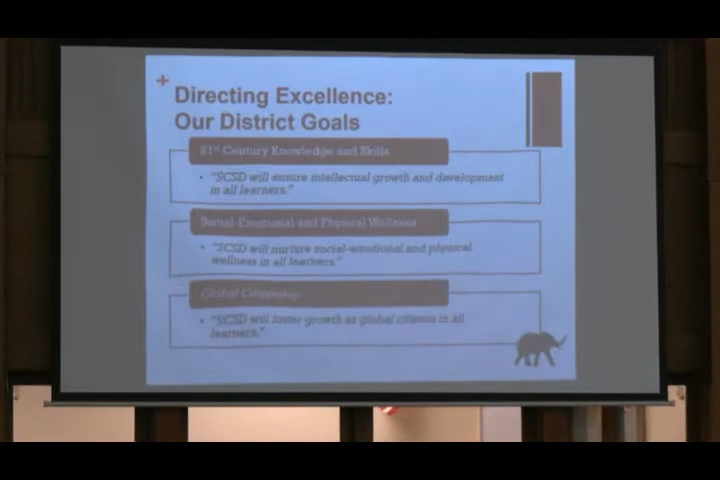 +
Directing Excellence:
Our District Goals
21st Century Knowledge and Skills
• "SCSD will ensure intellectual growth and development
in all learners."
Social-Emotional and Physical Wellness
• "SCSD will nurture social-emotional and physical
wellness in all learners."
Global Citizenship
• "SCSD will foster growth as global citizens in all
learners."